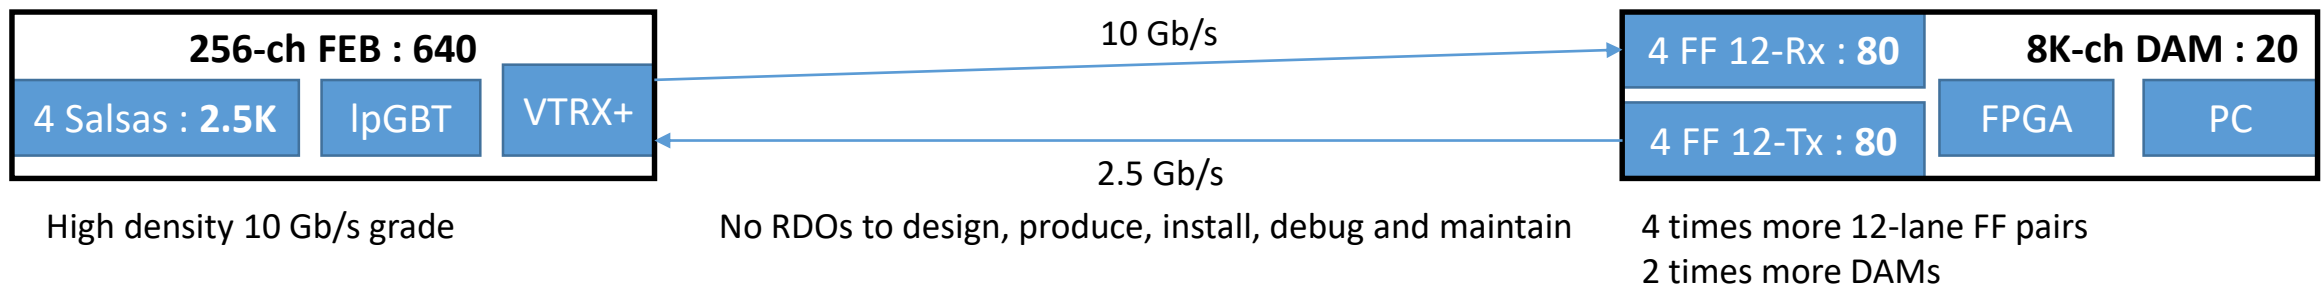 256-ch FEB : 640
4 Salsas : 2.5K
lpGBT
VTRX+
High density 10 Gb/s grade
10 Gb/s
2.5 Gb/s
No RDOs to design, produce, install, debug and maintain
4 FF 12-Rx : 80
8K-ch DAM : 20
4 FF 12-Tx : 80
FPGA
PC
4 times more 12-lane FF pairs
2 times more DAMs